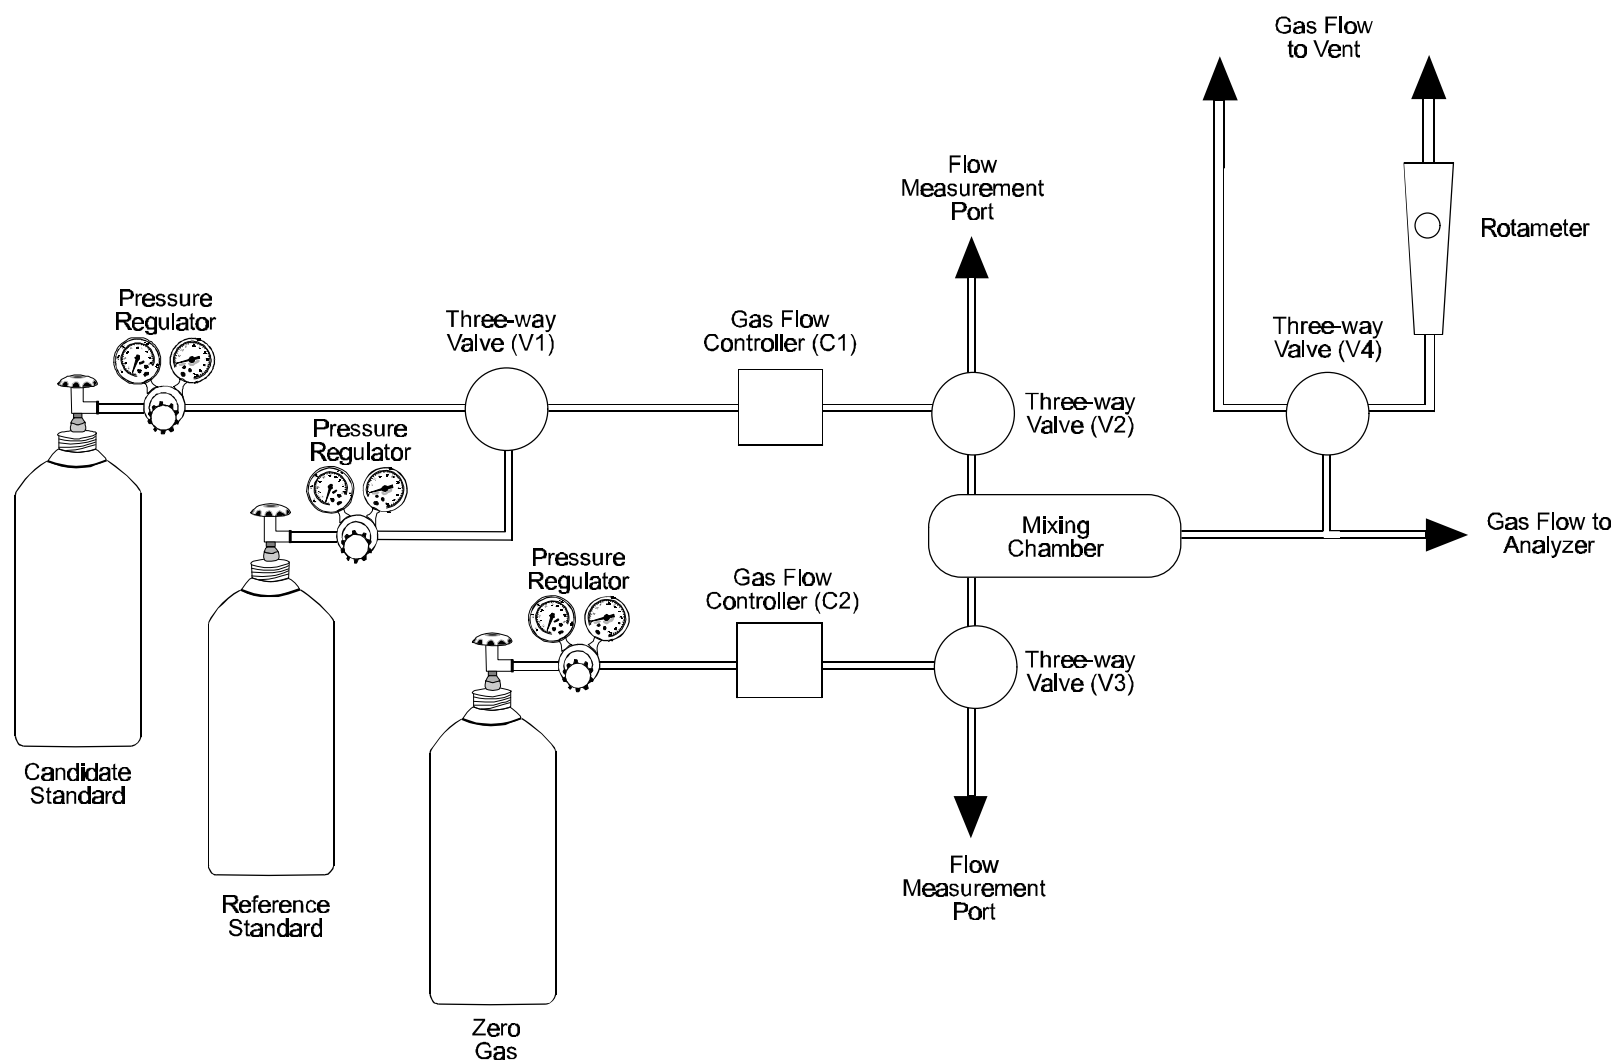 Gas Flow
to Vent
Flow
Measurement
Port
Rotameter
Pressure
Regulator
Three-way
Valve (V1)
Gas Flow
Controller (C1)
Three-way
Valve (V4)
Three-way
Valve (V2)
Pressure
Regulator
Mixing
Chamber
Gas Flow to
Analyzer
Pressure
Regulator
Gas Flow
Controller (C2)
Three-way
Valve (V3)
Candidate
Standard
Flow
Measurement
Port
Reference
Standard
Zero
Gas